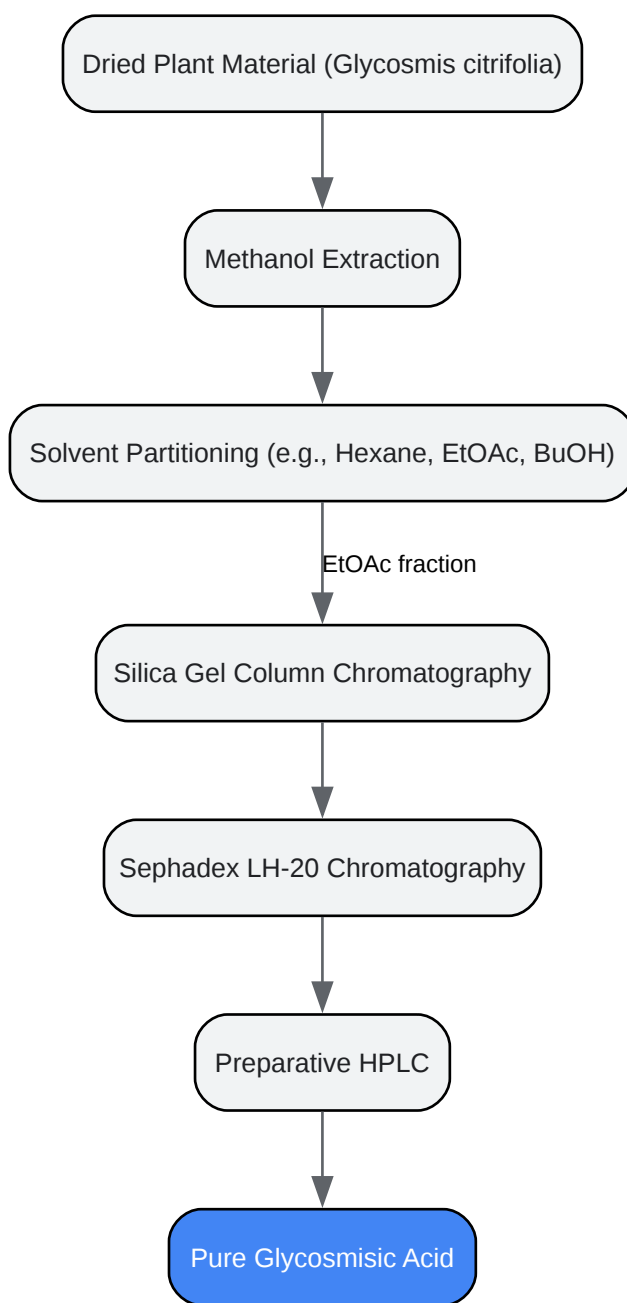 Dried Plant Material (Glycosmis citrifolia)
Methanol Extraction
Solvent Partitioning (e.g., Hexane, EtOAc, BuOH)
EtOAc fraction
Silica Gel Column Chromatography
Sephadex LH-20 Chromatography
Preparative HPLC
Pure Glycosmisic Acid